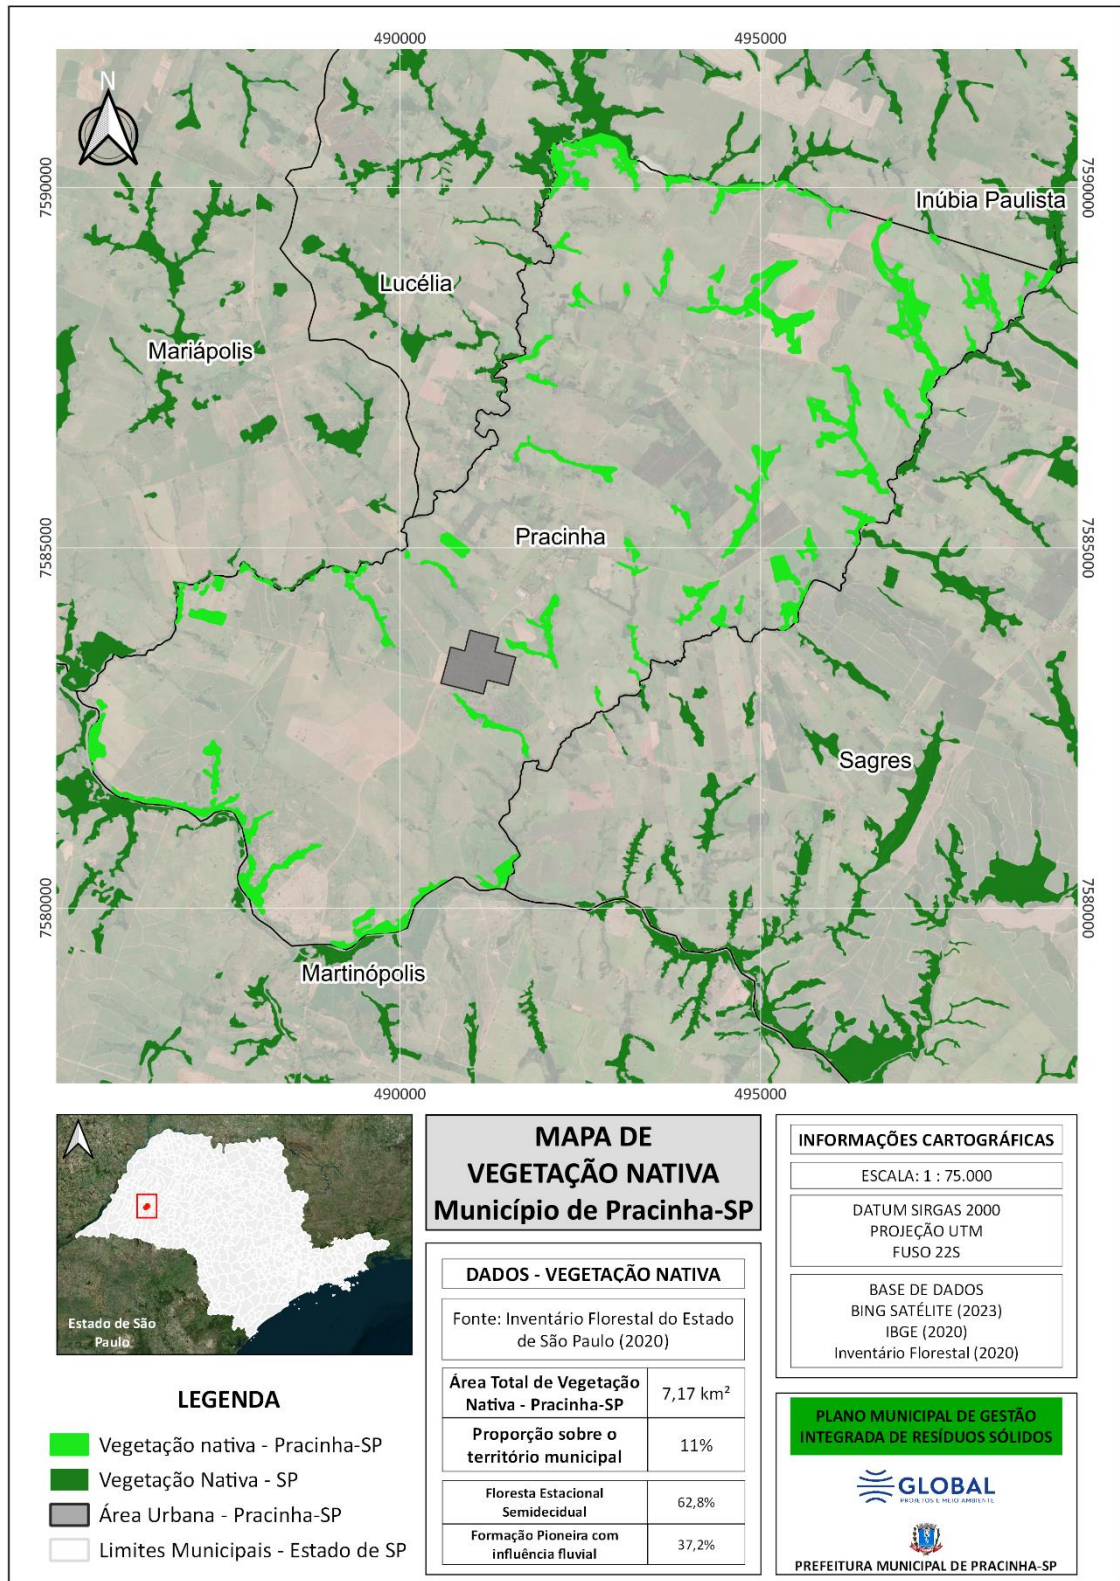 490000
495000
N
7590000
7590000
Inúbia Paulista
Lucélia
Mariápolis
Pracinha
7585000
7585000
Sagres
7580000
7580000
Martinópolis
490000
495000
Estado de São
Paulo
LEGENDA
Vegetação nativa - Pracinha-SP
Vegetação Nativa - SP
Área Urbana - Pracinha-SP
Limites Municipais - Estado de SP
MAPA DE
VEGETAÇÃO NATIVA
Município de Pracinha-SP
DADOS - VEGETAÇÃO NATIVA
Fonte: Inventário Florestal do Estado
de São Paulo (2020)
Área Total de Vegetação
Nativa - Pracinha-SP
7,17 km²
Proporção sobre o
território municipal
11%
Floresta Estacional
Semidecidual
62,8%
Formação Pioneira com
influência fluvial
37,2%
INFORMAÇÕES CARTOGRÁFICAS
ESCALA: 1 : 75.000
DATUM SIRGAS 2000
PROJEÇÃO UTM
FUSO 22S
BASE DE DADOS
BING SATÉLITE (2023)
IBGE (2020)
Inventário Florestal (2020)
PLANO MUNICIPAL DE GESTÃO
INTEGRADA DE RESÍDUOS SÓLIDOS
GLOBAL
PROJETOS E MEIO AMBIENTE
PREFEITURA MUNICIPAL DE PRACINHA-SP